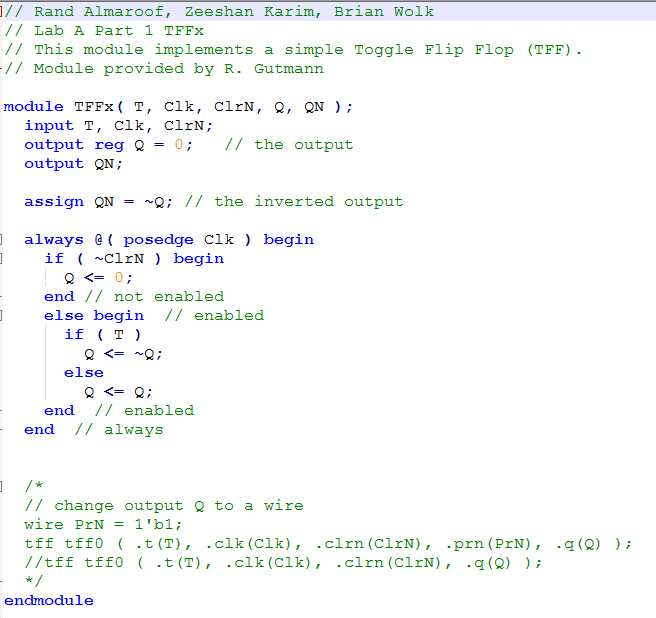 // Rand Almaroof, Zeeshan Karim, Brian Wolk
// Lab A Part 1 TFFx
// This module implements a simple Toggle Flip Flop (TFF).
// Module provided by R. Gutmann
module TFFx( T, Clk, ClrN, Q, QN );
input T, Clk, ClrN;
output reg Q = 0;   // the output
output QN;
assign QN = ~Q; // the inverted output
always @( posedge Clk ) begin
if ( ~ClrN ) begin
Q <= 0;
end // not enabled
else begin  // enabled
if ( T )
Q <= ~Q;
else
Q <= Q;
end  // enabled
end  // always
/*
// change output Q to a wire
wire PrN = 1'b1;
tff tff0 ( .t(T), .clk(Clk), .clrn(ClrN), .prn(PrN), .q(Q) );
//tff tff0 ( .t(T), .clk(Clk), .clrn(ClrN), .q(Q) );
*/
endmodule